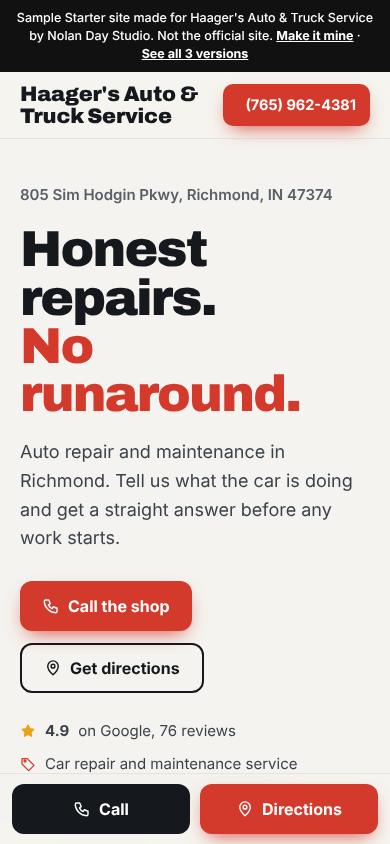 Sample Starter site made for Haager's Auto & Truck Service
by Nolan Day Studio. Not the official site. Make it mine ·
See all 3 versions
Haager's Auto &
Truck Service
(765) 962-4381
805 Sim Hodgin Pkwy, Richmond, IN 47374
Honest
repairs.
No
runaround.
Auto repair and maintenance in
Richmond. Tell us what the car is doing
and get a straight answer before any
work starts.
Call the shop
Get directions
4.9 on Google, 76 reviews
Car repair and maintenance service
Call
Directions